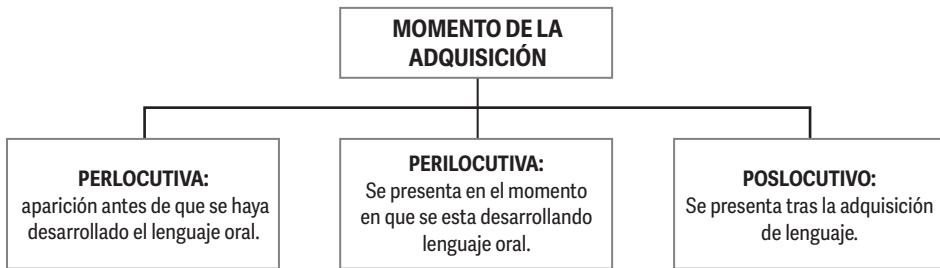 MOMENTO DE LA
ADQUISICIÓN
PERLOCUTIVA:
aparición antes de que se haya
desarrollado el lenguaje oral.
PERILOCUTIVA:
Se presenta en el momento
en que se esta desarrollando
lenguaje oral.
POSLOCUTIVO:
Se presenta tras la adquisición
de lenguaje.